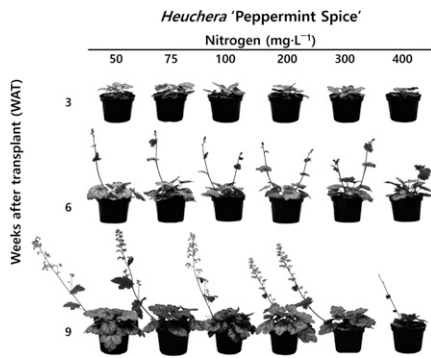 Heuchera ‘Peppermint Spice’
Nitrogen (mg·L⁻¹)
50 75 100 200 300 400
Weeks after transplant (WAT)
3
6
9